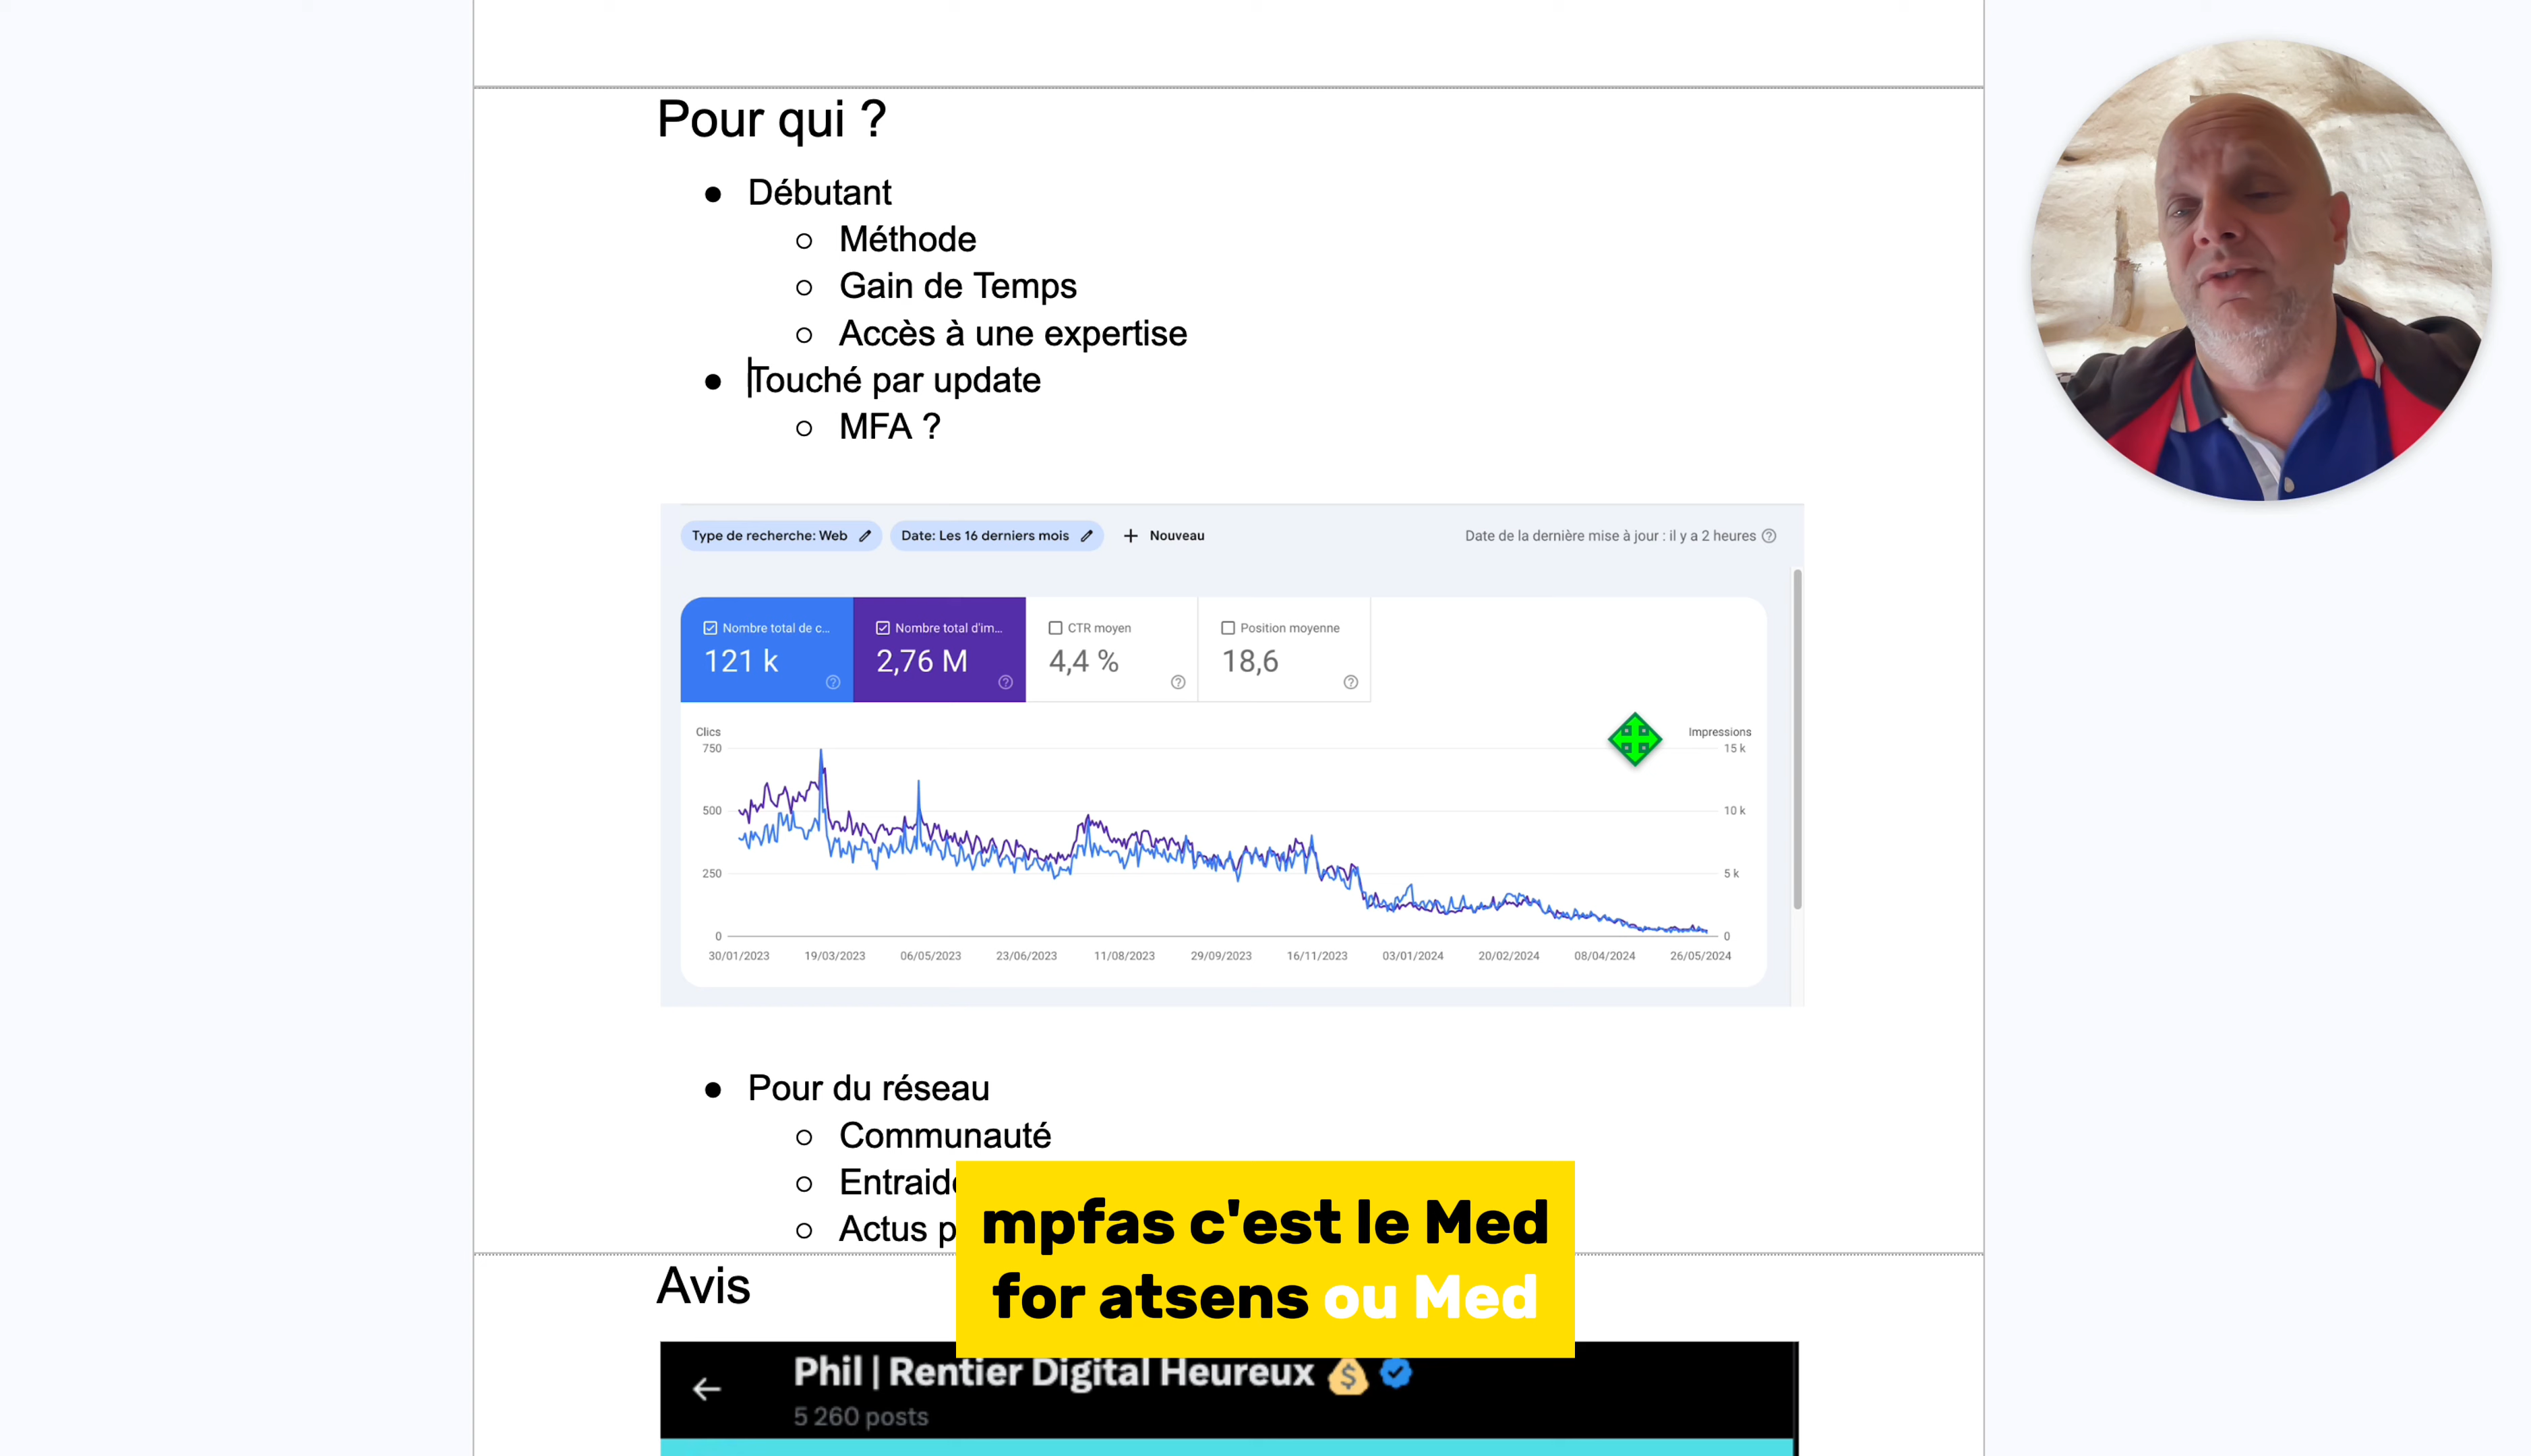 Pour qui ?
● Débutant
○ Méthode
○ Gain de Temps
○ Accès à une expertise
● Touché par update
○ MFA ?
Type de recherche: Web Date: Les 16 derniers mois + Nouveau Date de la dernière mise à jour : il y a 2 heures
Nombre total de c... Nombre total d'im... CTR moyen Position moyenne
121 k 2,76 M 4,4 % 18,6
Clics Impressions
750 15 k
500 10 k
250 5 k
0 0
30/01/2023 19/03/2023 06/05/2023 23/06/2023 11/08/2023 29/09/2023 16/11/2023 03/01/2024 20/02/2024 08/04/2024 26/05/2024
● Pour du réseau
○ Communauté
○ Entraide
○ Actus p
mpfas c'est le Med
for atsens ou Med
Avis
Phil | Rentier Digital Heureux
5 260 posts